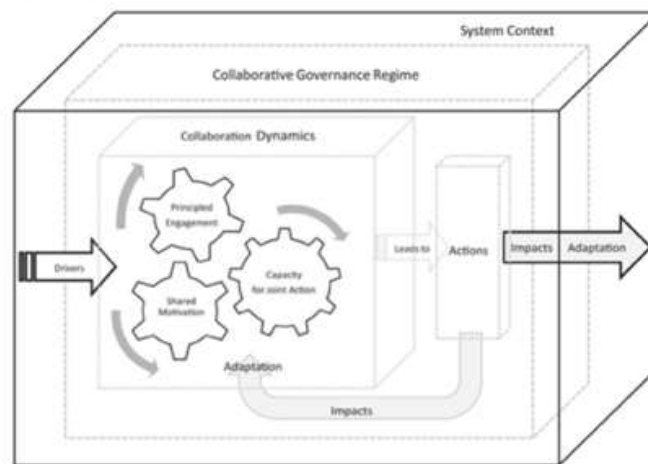 System Context
Collaborative Governance Regime
Collaboration Dynamics
Principled
Engagement
Drivers
Leads to
Actions
Impacts
Adaptation
Capacity
for Joint Action
Shared
Motivation
Adaptation
Impacts